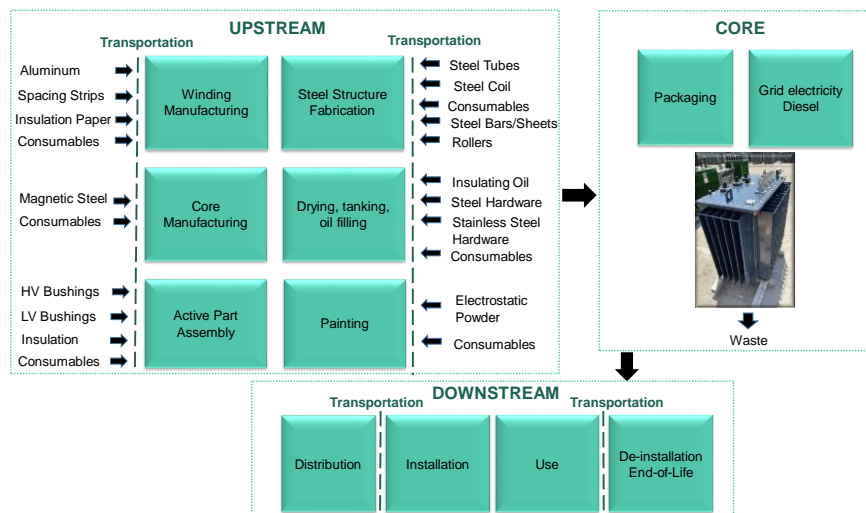 UPSTREAM
Transportation
Transportation
Aluminum
Spacing Strips
Insulation Paper
Consumables
Winding
Manufacturing
Steel Structure
Fabrication
Steel Tubes
Steel Coil
Consumables
Steel Bars/Sheets
Rollers
Magnetic Steel
Consumables
Core
Manufacturing
Drying, tanking,
oil filling
Insulating Oil
Steel Hardware
Stainless Steel
Hardware
Consumables
HV Bushings
LV Bushings
Insulation
Consumables
Active Part
Assembly
Painting
Electrostatic
Powder
Consumables
CORE
Packaging
Grid electricity
Diesel
Waste
DOWNSTREAM
Transportation
Transportation
Distribution
Installation
Use
De-installation
End-of-Life